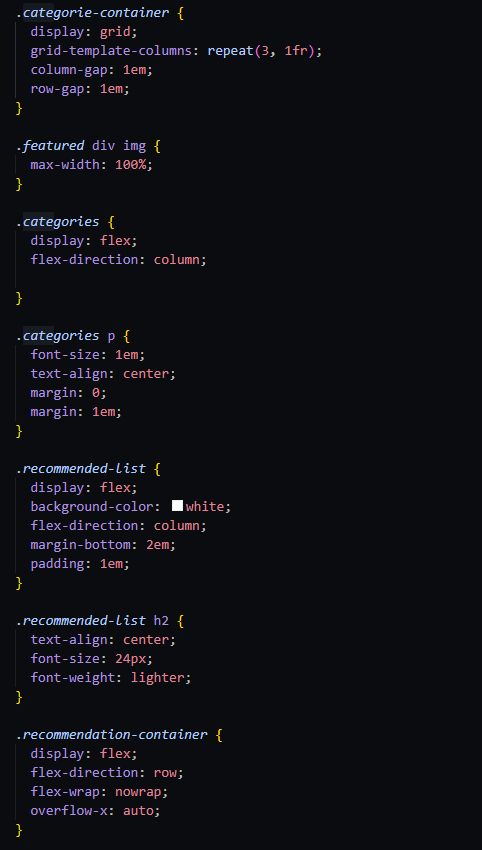 .categorie-container {
display: grid;
grid-template-columns: repeat(3, 1fr);
column-gap: 1em;
row-gap: 1em;
}
.featured div img {
max-width: 100%;
}
.categories {
display: flex;
flex-direction: column;
}
.categories p {
font-size: 1em;
text-align: center;
margin: 0;
margin: 1em;
}
.recommended-list {
display: flex;
background-color: white;
flex-direction: column;
margin-bottom: 2em;
padding: 1em;
}
.recommended-list h2 {
text-align: center;
font-size: 24px;
font-weight: lighter;
}
.recommendation-container {
display: flex;
flex-direction: row;
flex-wrap: nowrap;
overflow-x: auto;
}